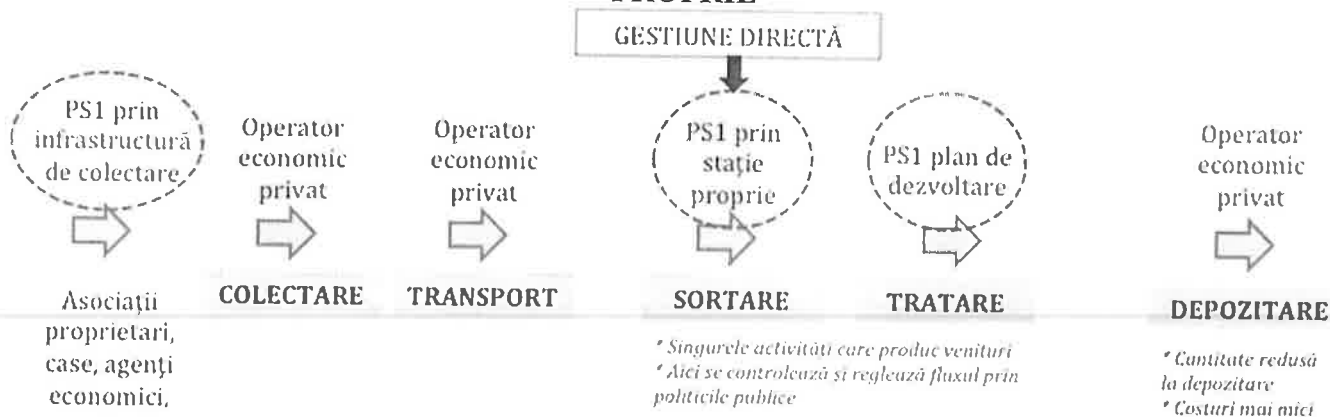 GESTIUNE DIRECTĂ
PS1 prin
infrastructură
de colectare
Operator
economic
privat
Operator
economic
privat
PS1 prin
stație
proprie
PS1 plan de
dezvoltare
Operator
economic
privat
Asociații
proprietari,
case, agenți
economici,
COLECTARE
TRANSPORT
SORTARE
TRATARE
DEPOZITARE
* Singurele activități care produc venituri
* Aici se controlează și reglează fluxul prin
politicile publice
* Cantitate redusă
la depozitare
* Costuri mai mici